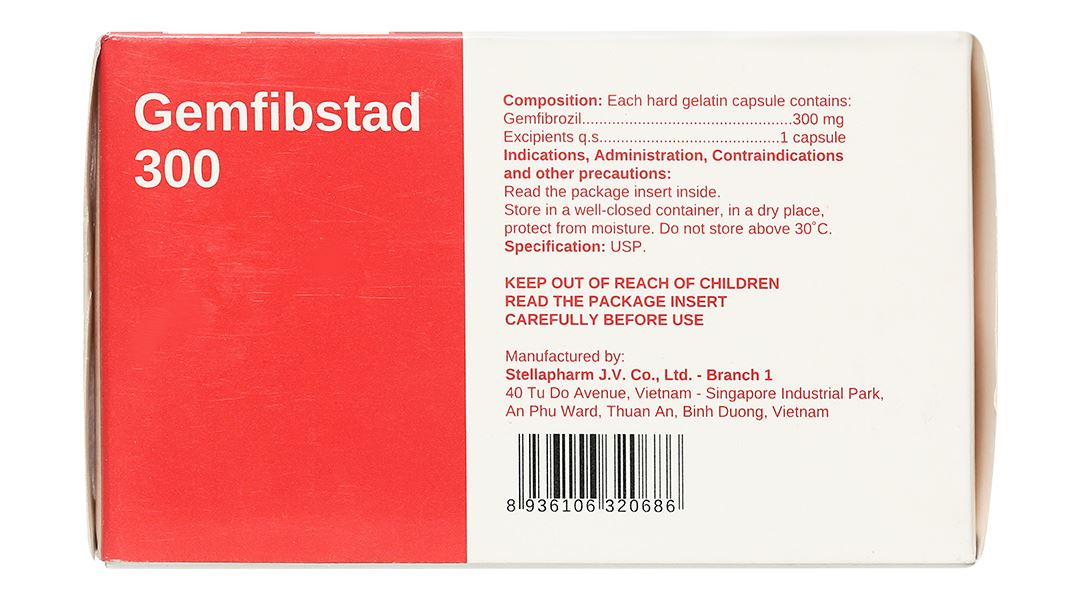 Gemfibstad
300
Composition: Each hard gelatin capsule contains:
Gemfibrozil...............................................300 mg
Excipients q.s.........................................1 capsule
Indications, Administration, Contraindications
and other precautions:
Read the package insert inside.
Store in a well-closed container, in a dry place,
protect from moisture. Do not store above 30˚C.
Specification: USP.
KEEP OUT OF REACH OF CHILDREN
READ THE PACKAGE INSERT
CAREFULLY BEFORE USE
Manufactured by:
Stellapharm J.V. Co., Ltd. - Branch 1
40 Tu Do Avenue, Vietnam - Singapore Industrial Park,
An Phu Ward, Thuan An, Binh Duong, Vietnam
8 936106 320686